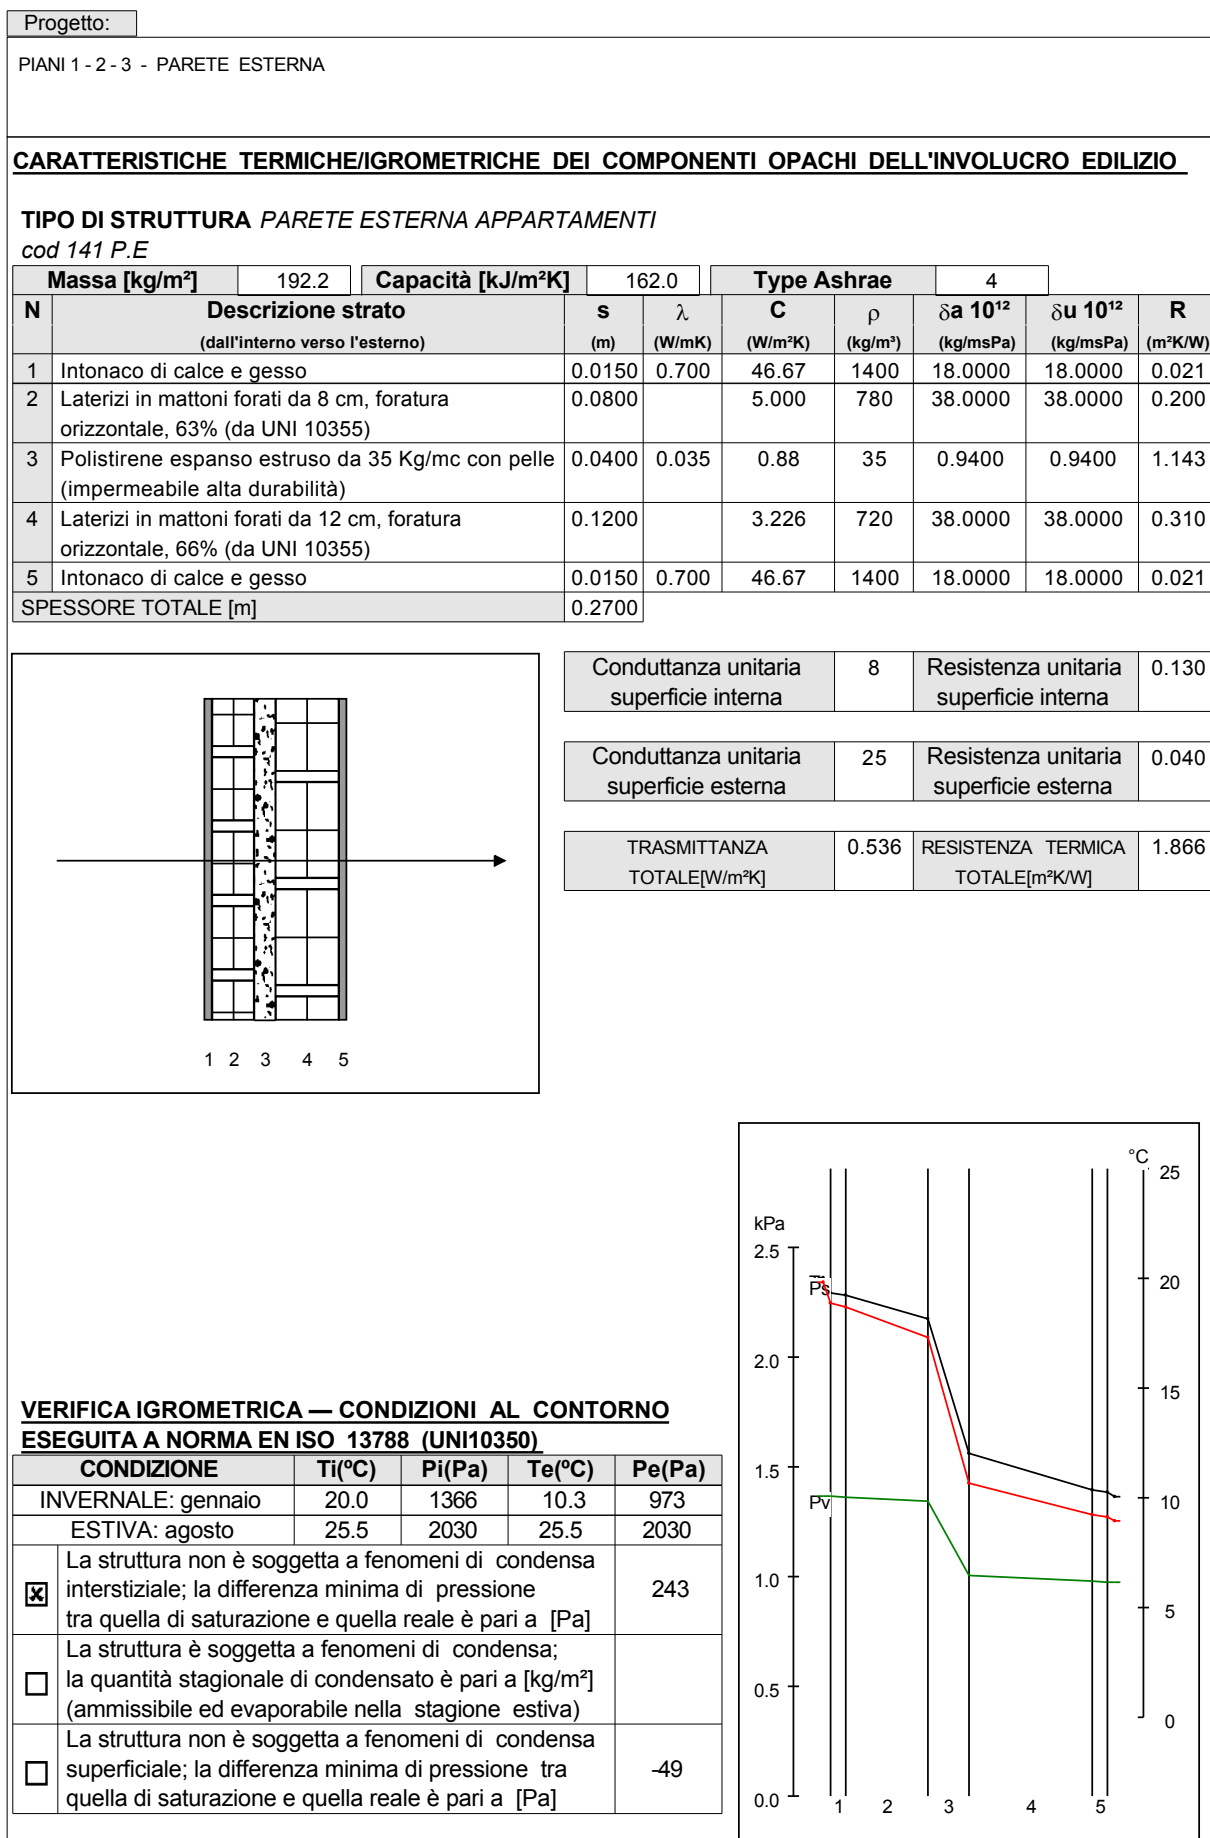 Progetto:
PIANI 1 - 2 - 3 - PARETE ESTERNA
CARATTERISTICHE TERMICHE/IGROMETRICHE DEI COMPONENTI OPACHI DELL'INVOLUCRO EDILIZIO
TIPO DI STRUTTURA PARETE ESTERNA APPARTAMENTI
cod 141 P.E
Massa [kg/m²] 192.2 Capacità [kJ/m²K] 162.0 Type Ashrae 4
N Descrizione strato s λ C ρ δa 10¹² δu 10¹² R
(dall'interno verso l'esterno) (m) (W/mK) (W/m²K) (kg/m³) (kg/msPa) (kg/msPa) (m²K/W)
1 Intonaco di calce e gesso 0.0150 0.700 46.67 1400 18.0000 18.0000 0.021
2 Laterizi in mattoni forati da 8 cm, foratura 0.0800 5.000 780 38.0000 38.0000 0.200
orizzontale, 63% (da UNI 10355)
3 Polistirene espanso estruso da 35 Kg/mc con pelle 0.0400 0.035 0.88 35 0.9400 0.9400 1.143
(impermeabile alta durabilità)
4 Laterizi in mattoni forati da 12 cm, foratura 0.1200 3.226 720 38.0000 38.0000 0.310
orizzontale, 66% (da UNI 10355)
5 Intonaco di calce e gesso 0.0150 0.700 46.67 1400 18.0000 18.0000 0.021
SPESSORE TOTALE [m] 0.2700
Conduttanza unitaria 8 Resistenza unitaria 0.130
superficie interna superficie interna
Conduttanza unitaria 25 Resistenza unitaria 0.040
superficie esterna superficie esterna
TRASMITTANZA 0.536 RESISTENZA TERMICA 1.866
TOTALE[W/m²K] TOTALE[m²K/W]
1 2 3 4 5
VERIFICA IGROMETRICA — CONDIZIONI AL CONTORNO
ESEGUITA A NORMA EN ISO 13788 (UNI10350)
CONDIZIONE Ti(ºC) Pi(Pa) Te(ºC) Pe(Pa)
INVERNALE: gennaio 20.0 1366 10.3 973
ESTIVA: agosto 25.5 2030 25.5 2030
La struttura non è soggetta a fenomeni di condensa
interstiziale; la differenza minima di pressione 243
tra quella di saturazione e quella reale è pari a [Pa]
La struttura è soggetta a fenomeni di condensa;
la quantità stagionale di condensato è pari a [kg/m²]
(ammissibile ed evaporabile nella stagione estiva)
La struttura non è soggetta a fenomeni di condensa
superficiale; la differenza minima di pressione tra -49
quella di saturazione e quella reale è pari a [Pa]
°C
25
kPa
2.5
20
Ps
2.0
15
1.5
Pv
10
1.0
5
0.5
0
0.0
1 2 3 4 5